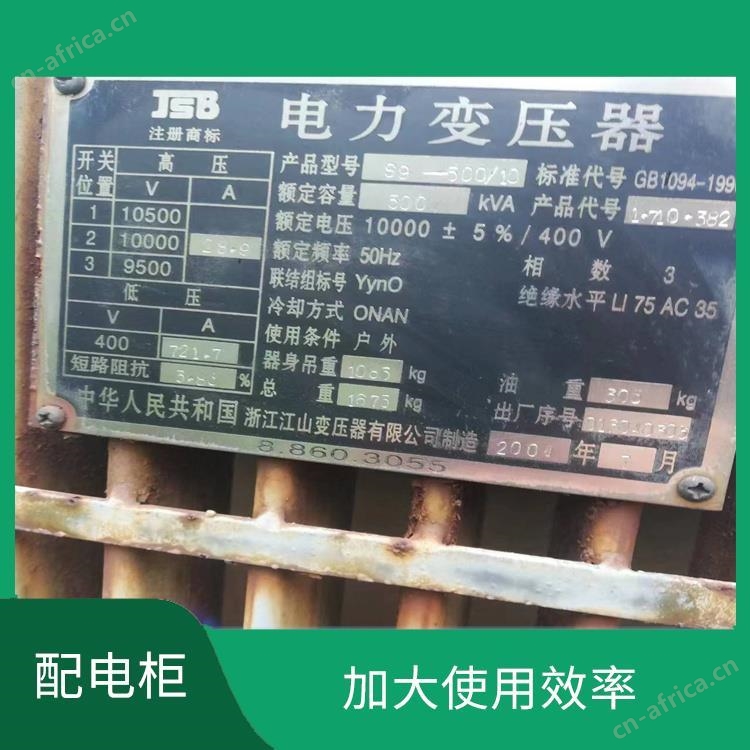 cn-africa.cn
JSB
注册商标
电力变压器
开关位置 高压
V A
1 10500
2 10000 28.9
3 9500
低压
V A
400 721.7
短路阻抗 %
产品型号 S9—500/10 标准代号 GB1094-199
额定容量 500 kVA 产品代号 1·710·382
额定电压 10000 ± 5%/400 V
额定频率 50Hz 相数 3
联结组标号 Yyn0 绝缘水平 LI 75 AC 35
冷却方式 ONAN
使用条件 户外
器身吊重 1085 kg 油重 305 kg
总重 1675 kg 出厂序号
中华人民共和国 浙江江山变压器有限公司制造 年 月
8.860.3055
配电柜
加大使用效率
cn-africa.cn